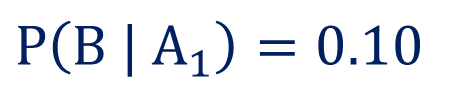 P(B | A₁) = 0.10